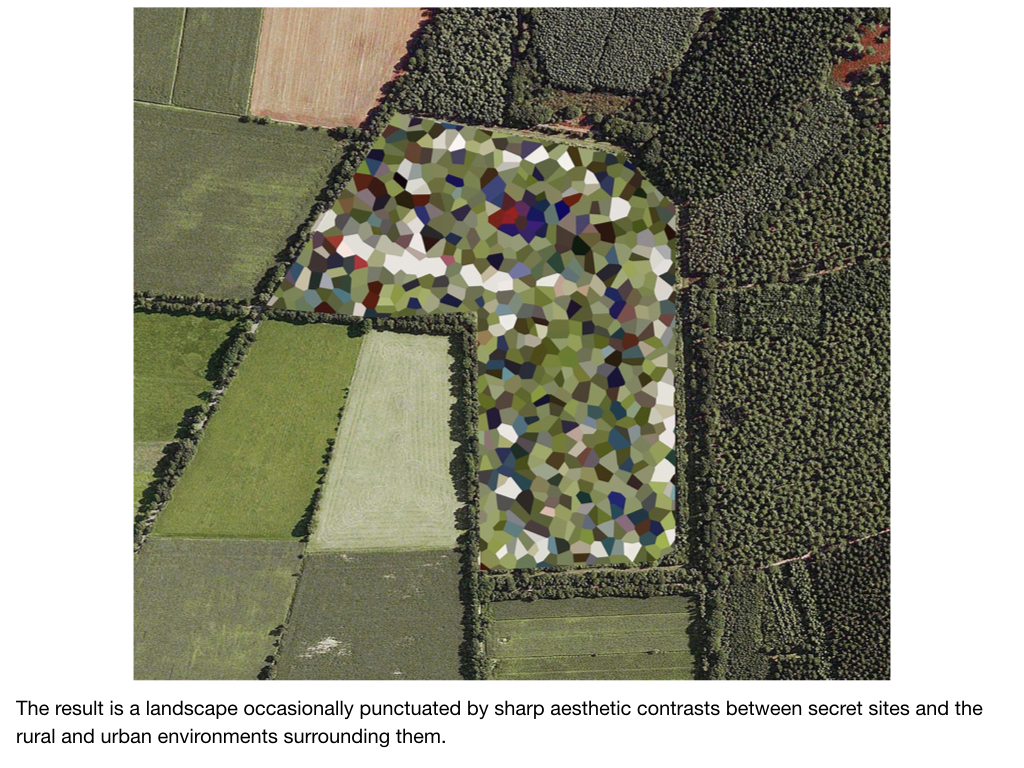 The result is a landscape occasionally punctuated by sharp aesthetic contrasts between secret sites and the
rural and urban environments surrounding them.